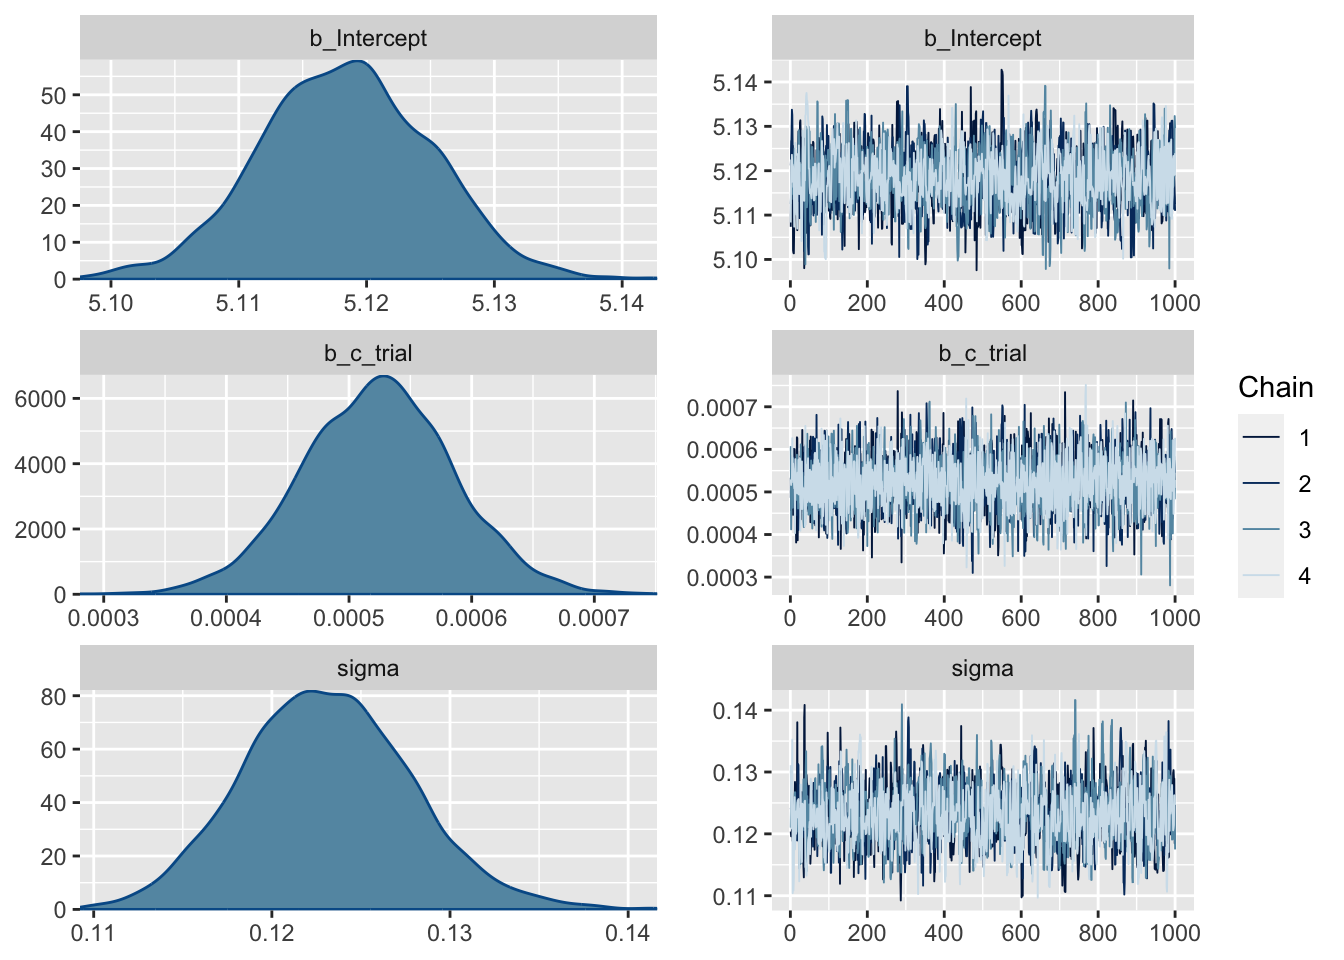 b_Intercept
50
40
30
20
10
0
5.10 5.11 5.12 5.13 5.14
b_Intercept
5.14
5.13
5.12
5.11
5.10
0 200 400 600 800 1000
b_c_trial
6000
4000
2000
0
0.0003 0.0004 0.0005 0.0006 0.0007
b_c_trial
0.0007
0.0006
0.0005
0.0004
0.0003
0 200 400 600 800 1000
sigma
80
60
40
20
0
0.11 0.12 0.13 0.14
sigma
0.14
0.13
0.12
0.11
0 200 400 600 800 1000
Chain
1
2
3
4